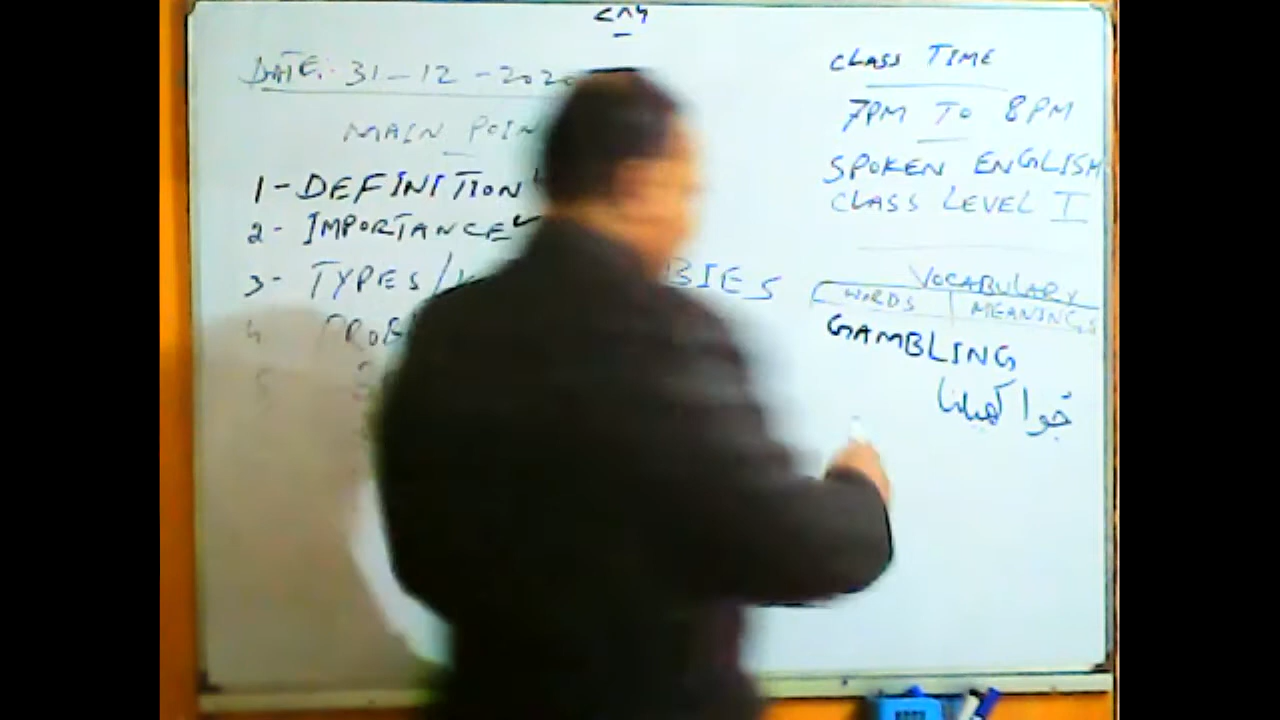 DATE: 31-12-2020
MAIN POIN
1- DEFINITION
2- IMPORTANCE ✓
3- TYPES/ BIES
4 PROB
5
CLASS TIME
7PM TO 8PM
SPOKEN ENGLISH
CLASS LEVEL I
VOCABULARY
WORDS MEANINGS
GAMBLING
جوا کھیلنا